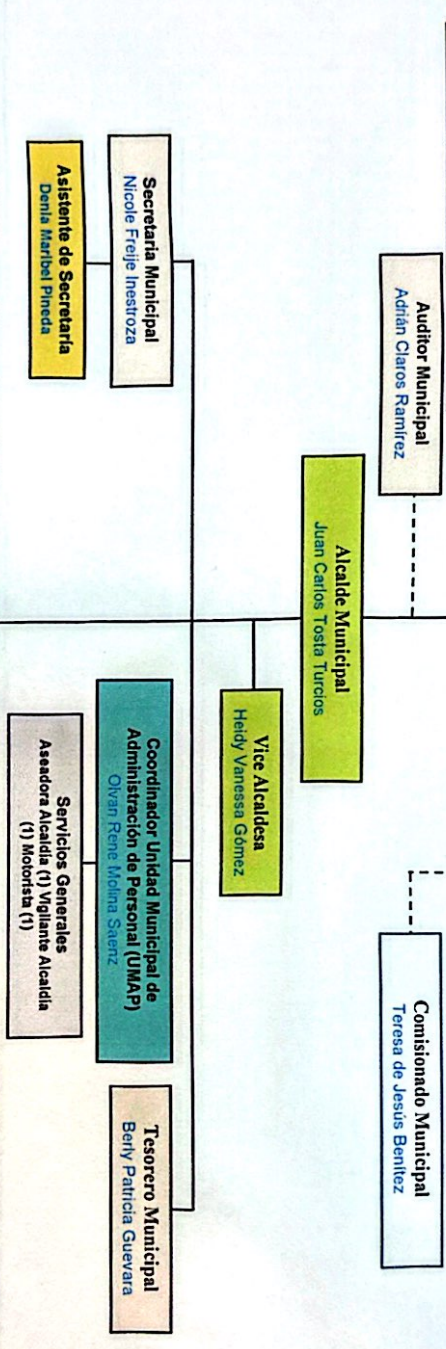 Auditor Municipal
Adrián Claros Ramírez
Comisionado Municipal
Teresa de Jesús Benítez
Alcalde Municipal
Juan Carlos Tosta Turcios
Vice Alcaldesa
Heidy Vanessa Gómez
Secretaria Municipal
Nicole Freije Inestroza
Coordinador Unidad Municipal de
Administración de Personal (UMAP)
Olvan Rene Molina Saenz
Tesorero Municipal
Berly Patricia Guevara
Asistente de Secretaría
Denia Maribel Pineda
Servicios Generales
Aseadora Alcaldía (1) Vigilante Alcaldía
(1) Motorista (1)